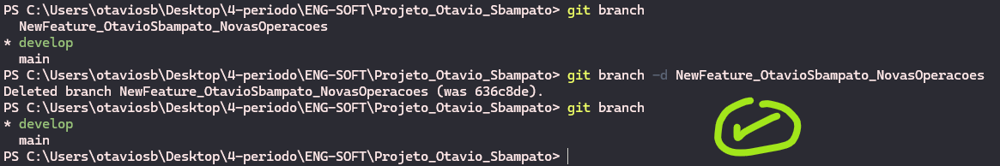 PS C:\Users\otaviosb\Desktop\4-periodo\ENG-SOFT\Projeto_Otavio_Sbampato> git branch
  NewFeature_OtavioSbampato_NovasOperacoes
* develop
  main
PS C:\Users\otaviosb\Desktop\4-periodo\ENG-SOFT\Projeto_Otavio_Sbampato> git branch -d NewFeature_OtavioSbampato_NovasOperacoes
Deleted branch NewFeature_OtavioSbampato_NovasOperacoes (was 636c8de).
PS C:\Users\otaviosb\Desktop\4-periodo\ENG-SOFT\Projeto_Otavio_Sbampato> git branch
* develop
  main
PS C:\Users\otaviosb\Desktop\4-periodo\ENG-SOFT\Projeto_Otavio_Sbampato>